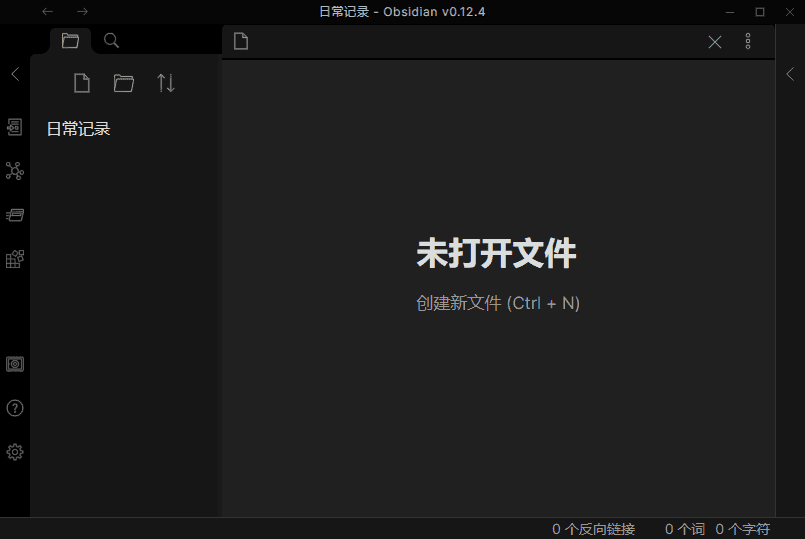 日常记录 - Obsidian v0.12.4
日常记录
未打开文件
创建新文件 (Ctrl + N)
0 个反向链接 0 个词 0 个字符